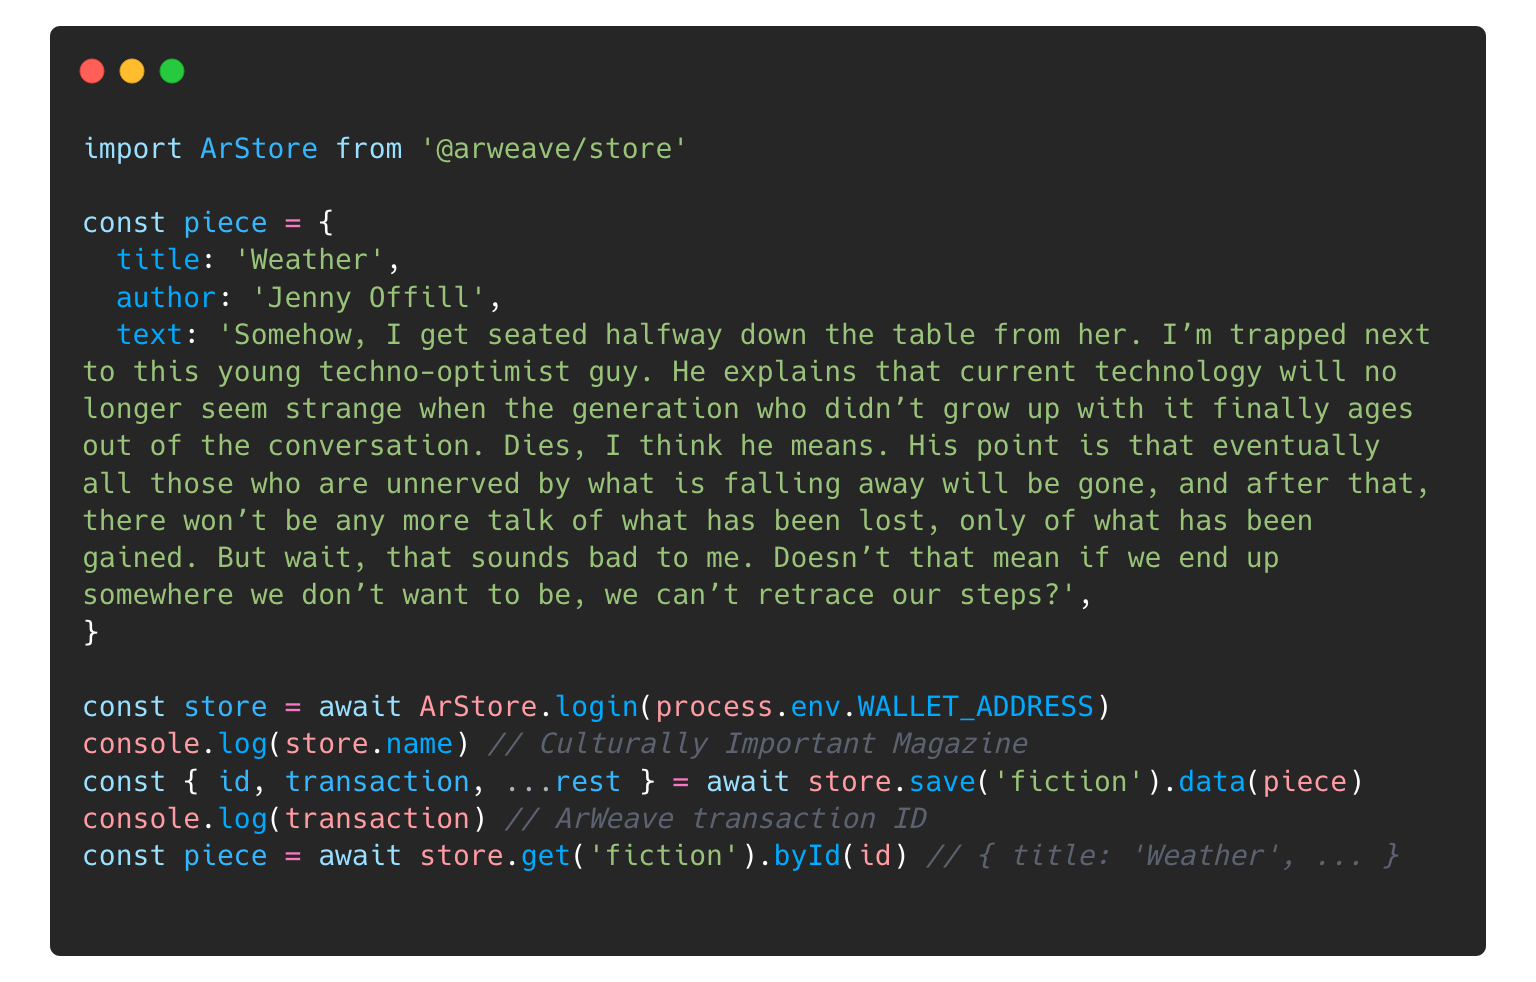 import ArStore from '@arweave/store'
const piece = {
  title: 'Weather',
  author: 'Jenny Offill',
  text: 'Somehow, I get seated halfway down the table from her. I’m trapped next
to this young techno-optimist guy. He explains that current technology will no
longer seem strange when the generation who didn’t grow up with it finally ages
out of the conversation. Dies, I think he means. His point is that eventually
all those who are unnerved by what is falling away will be gone, and after that,
there won’t be any more talk of what has been lost, only of what has been
gained. But wait, that sounds bad to me. Doesn’t that mean if we end up
somewhere we don’t want to be, we can’t retrace our steps?',
}
const store = await ArStore.login(process.env.WALLET_ADDRESS)
console.log(store.name) // Culturally Important Magazine
const { id, transaction, ...rest } = await store.save('fiction').data(piece)
console.log(transaction) // ArWeave transaction ID
const piece = await store.get('fiction').byId(id) // { title: 'Weather', ... }